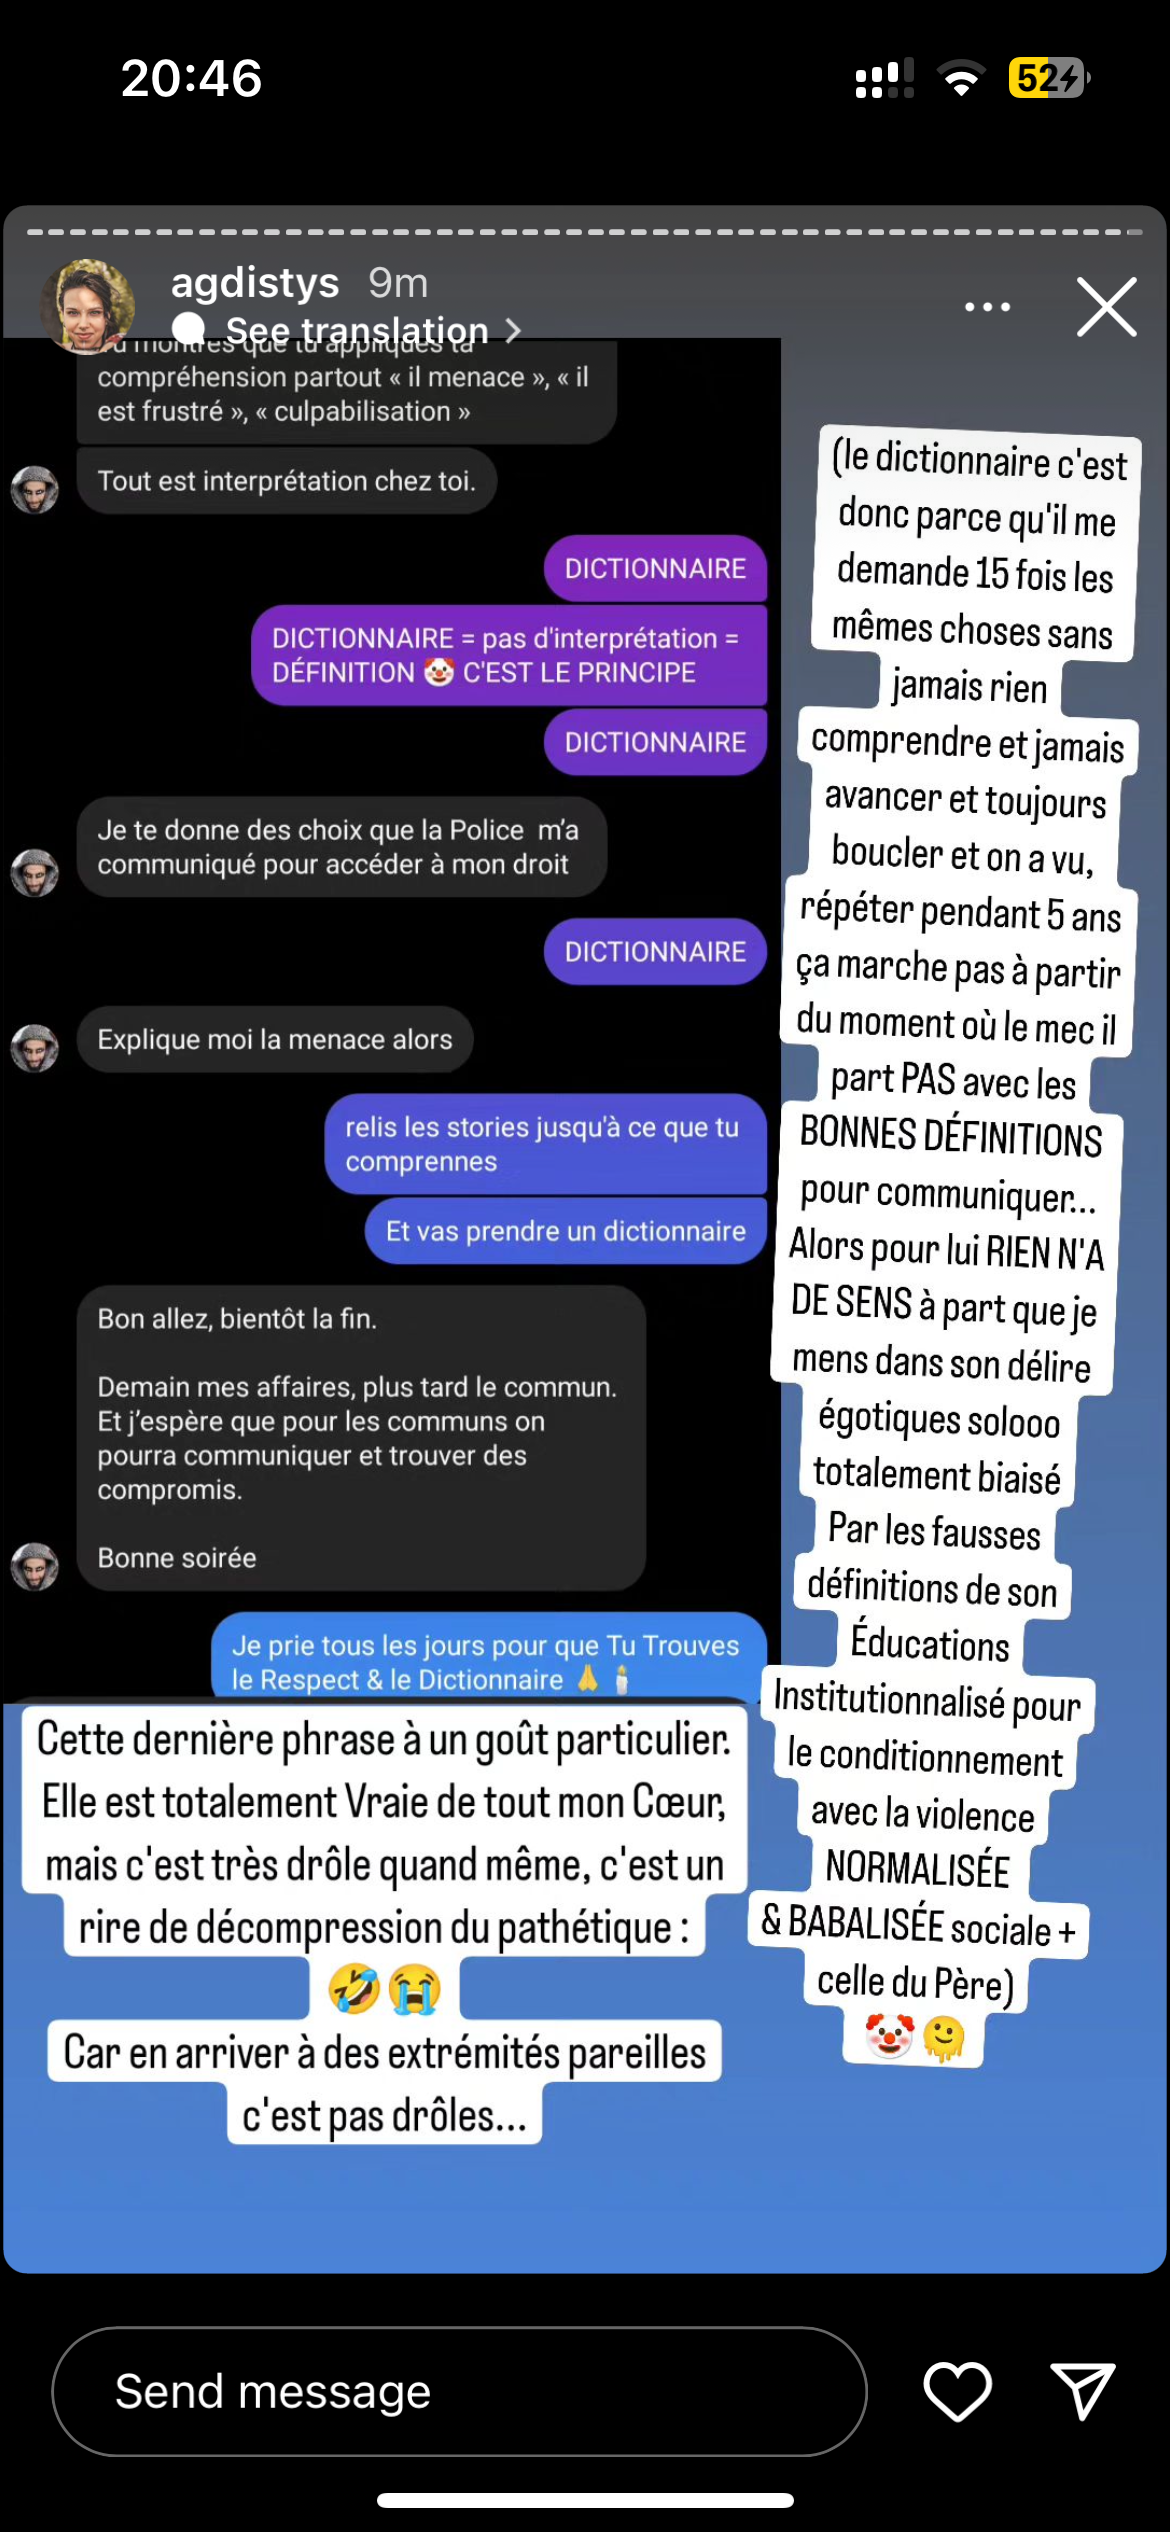 20:46
52
agdistys 9m
See translation
Tu montres que tu appliques ta
compréhension partout « il menace », « il
est frustré », « culpabilisation »
Tout est interprétation chez toi.
DICTIONNAIRE
DICTIONNAIRE = pas d'interprétation =
DÉFINITION 🤡 C'EST LE PRINCIPE
DICTIONNAIRE
Je te donne des choix que la Police m'a
communiqué pour accéder à mon droit
DICTIONNAIRE
Explique moi la menace alors
relis les stories jusqu'à ce que tu
comprennes
Et vas prendre un dictionnaire
Bon allez, bientôt la fin.
Demain mes affaires, plus tard le commun.
Et j'espère que pour les communs on
pourra communiquer et trouver des
compromis.
Bonne soirée
Je prie tous les jours pour que Tu Trouves
le Respect & le Dictionnaire 🙏🕯️
Cette dernière phrase à un goût particulier.
Elle est totalement Vraie de tout mon Cœur,
mais c'est très drôle quand même, c'est un
rire de décompression du pathétique :
🤣😭
Car en arriver à des extrémités pareilles
c'est pas drôles...
(le dictionnaire c'est
donc parce qu'il me
demande 15 fois les
mêmes choses sans
jamais rien
comprendre et jamais
avancer et toujours
boucler et on a vu,
répéter pendant 5 ans
ça marche pas à partir
du moment où le mec il
part PAS avec les
BONNES DÉFINITIONS
pour communiquer...
Alors pour lui RIEN N'A
DE SENS à part que je
mens dans son délire
égotiques solooo
totalement biaisé
Par les fausses
définitions de son
Éducations
Institutionnalisé pour
le conditionnement
avec la violence
NORMALISÉE
& BABALISÉE sociale +
celle du Père)
🤡🫠
Send message